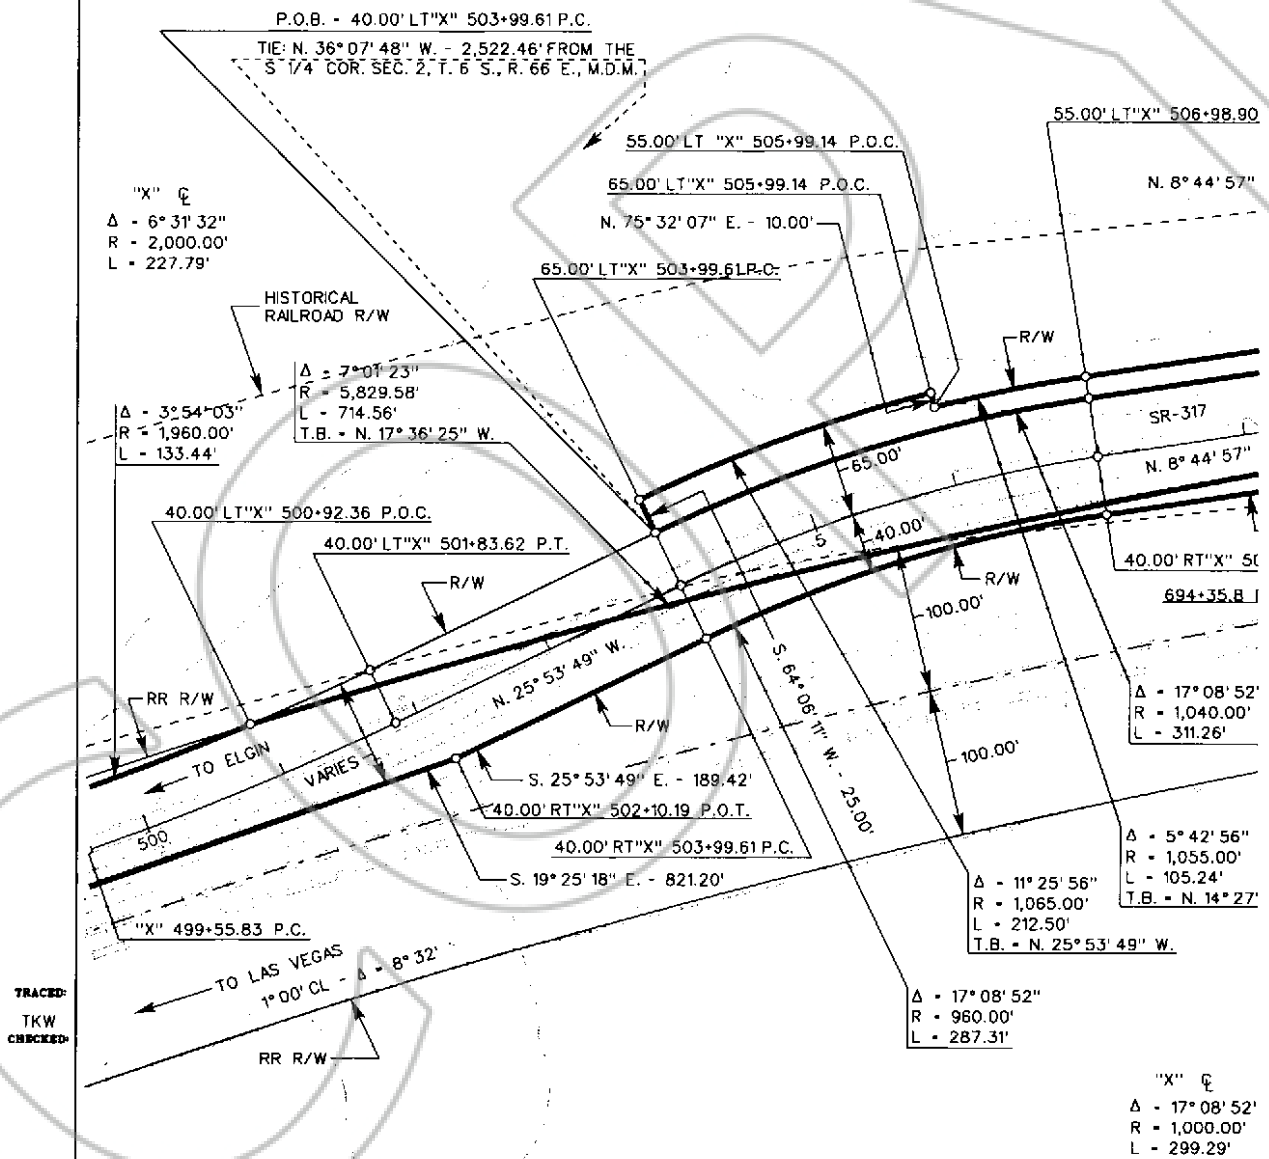 P.O.B. - 40.00' LT"X" 503+99.61 P.C.
TIE: N. 36° 07' 48" W. - 2,522.46' FROM THE
S 1/4 COR. SEC. 2, T. 6 S., R. 66 E., M.D.M.
55.00' LT"X" 506+98.90
55.00' LT "X" 505+99.14 P.O.C.
65.00' LT"X" 505+99.14 P.O.C.
N. 8° 44' 57"
"X" ℄
Δ - 6° 31' 32"
R - 2,000.00'
L - 227.79'
N. 75° 32' 07" E. - 10.00'
65.00' LT"X" 503+99.61 P.C.
HISTORICAL
RAILROAD R/W
R/W
Δ - 7° 01' 23"
R - 5,829.58'
L - 714.56'
T.B. - N. 17° 36' 25" W.
Δ - 3° 54' 03"
R - 1,960.00'
L - 133.44'
SR-317
N. 8° 44' 57"
65.00'
40.00' LT"X" 500+92.36 P.O.C.
40.00' LT"X" 501+83.62 P.T.
5
40.00'
R/W
R/W
40.00' RT"X" 50
694+35.8
100.00'
N. 25° 53' 49" W.
S. 64° 06' 11" W. - 25.00'
RR R/W
R/W
Δ - 17° 08' 52"
R - 1,040.00'
L - 311.26'
TO ELGIN
VARIES
100.00'
S. 25° 53' 49" E. - 189.42'
40.00' RT"X" 502+10.19 P.O.T.
500
40.00' RT"X" 503+99.61 P.C.
Δ - 5° 42' 56"
R - 1,055.00'
L - 105.24'
T.B. - N. 14° 27'
S. 19° 25' 18" E. - 821.20'
Δ - 11° 25' 56"
R - 1,065.00'
L - 212.50'
T.B. - N. 25° 53' 49" W.
"X" 499+55.83 P.C.
TO LAS VEGAS
1° 00' CL - Δ - 8° 32'
TRACED:
TKW
CHECKED:
Δ - 17° 08' 52"
R - 960.00'
L - 287.31'
RR R/W
"X" ℄
Δ - 17° 08' 52'
R - 1,000.00'
L - 299.29'